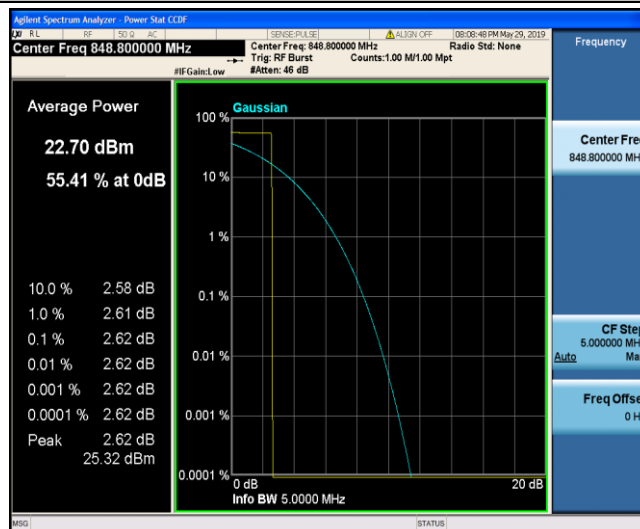 Agilent Spectrum Analyzer - Power Stat CCDF
RL RF 50 Ω AC SENSE:PULSE ALIGN OFF 08:08:48 PM May 29, 2019
Center Freq 848.800000 MHz
Center Freq: 848.800000 MHz Radio Std: None
Trig: RF Burst Counts:1.00 M/1.00 Mpt
#IFGain:Low #Atten: 46 dB
Frequency
Average Power
22.70 dBm
55.41 % at 0dB
10.0 % 2.58 dB
1.0 % 2.61 dB
0.1 % 2.62 dB
0.01 % 2.62 dB
0.001 % 2.62 dB
0.0001 % 2.62 dB
Peak 2.62 dB
25.32 dBm
Gaussian
100 %
10 %
1 %
0.1 %
0.01 %
0.001 %
0.0001 %
0 dB 20 dB
Info BW 5.0000 MHz
Center Fre
848.800000 MH
CF Step
5.000000 MH
Auto Ma
Freq Offse
0 H
MSG STATUS